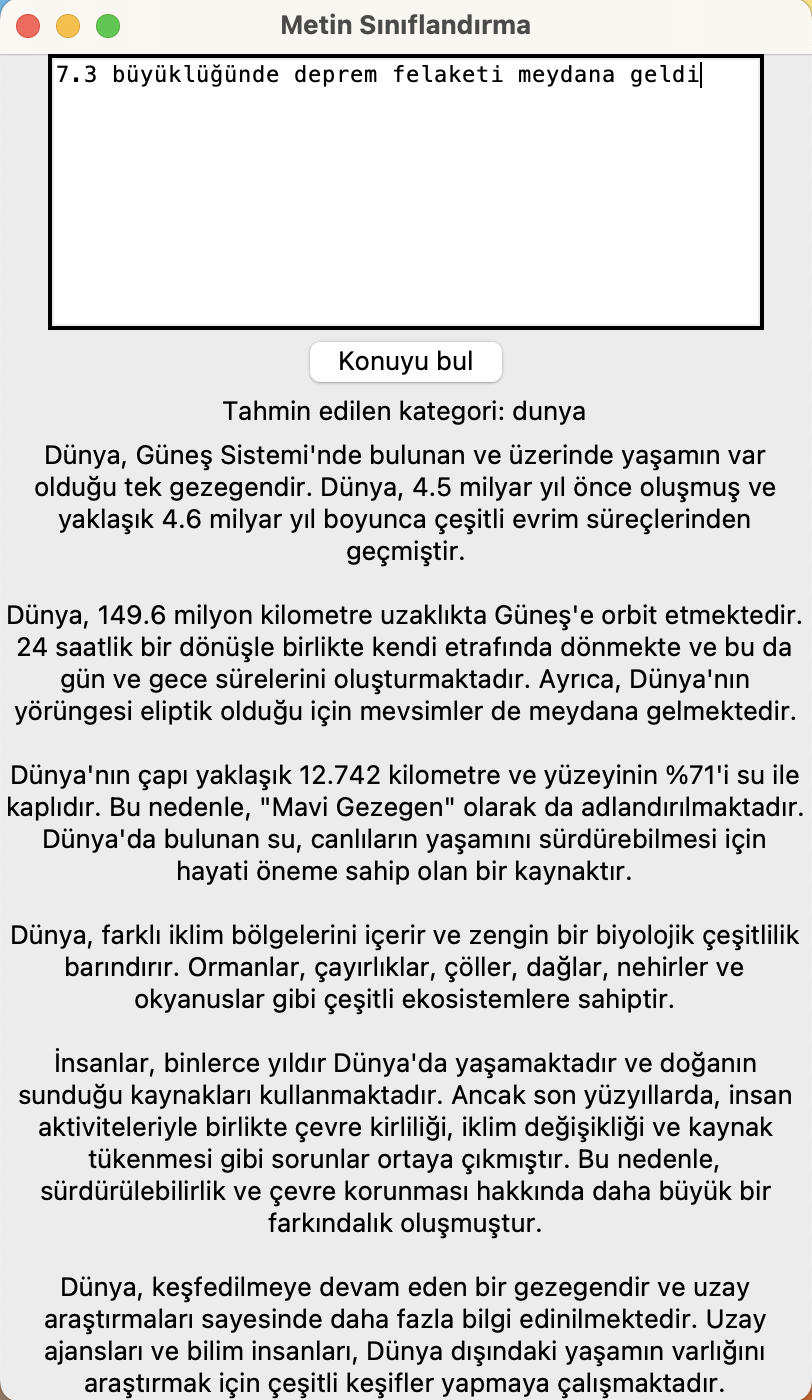 Metin Sınıflandırma
7.3 büyüklüğünde deprem felaketi meydana geldi
Konuyu bul
Tahmin edilen kategori: dunya
Dünya, Güneş Sistemi'nde bulunan ve üzerinde yaşamın var
olduğu tek gezegendir. Dünya, 4.5 milyar yıl önce oluşmuş ve
yaklaşık 4.6 milyar yıl boyunca çeşitli evrim süreçlerinden
geçmiştir.
Dünya, 149.6 milyon kilometre uzaklıkta Güneş'e orbit etmektedir.
24 saatlik bir dönüşle birlikte kendi etrafında dönmekte ve bu da
gün ve gece sürelerini oluşturmaktadır. Ayrıca, Dünya'nın
yörüngesi eliptik olduğu için mevsimler de meydana gelmektedir.
Dünya'nın çapı yaklaşık 12.742 kilometre ve yüzeyinin %71'i su ile
kaplıdır. Bu nedenle, "Mavi Gezegen" olarak da adlandırılmaktadır.
Dünya'da bulunan su, canlıların yaşamını sürdürebilmesi için
hayati öneme sahip olan bir kaynaktır.
Dünya, farklı iklim bölgelerini içerir ve zengin bir biyolojik çeşitlilik
barındırır. Ormanlar, çayırlıklar, çöller, dağlar, nehirler ve
okyanuslar gibi çeşitli ekosistemlere sahiptir.
İnsanlar, binlerce yıldır Dünya'da yaşamaktadır ve doğanın
sunduğu kaynakları kullanmaktadır. Ancak son yüzyıllarda, insan
aktiviteleriyle birlikte çevre kirliliği, iklim değişikliği ve kaynak
tükenmesi gibi sorunlar ortaya çıkmıştır. Bu nedenle,
sürdürülebilirlik ve çevre korunması hakkında daha büyük bir
farkındalık oluşmuştur.
Dünya, keşfedilmeye devam eden bir gezegendir ve uzay
araştırmaları sayesinde daha fazla bilgi edinilmektedir. Uzay
ajansları ve bilim insanları, Dünya dışındaki yaşamın varlığını
araştırmak için çeşitli keşifler yapmaya çalışmaktadır.